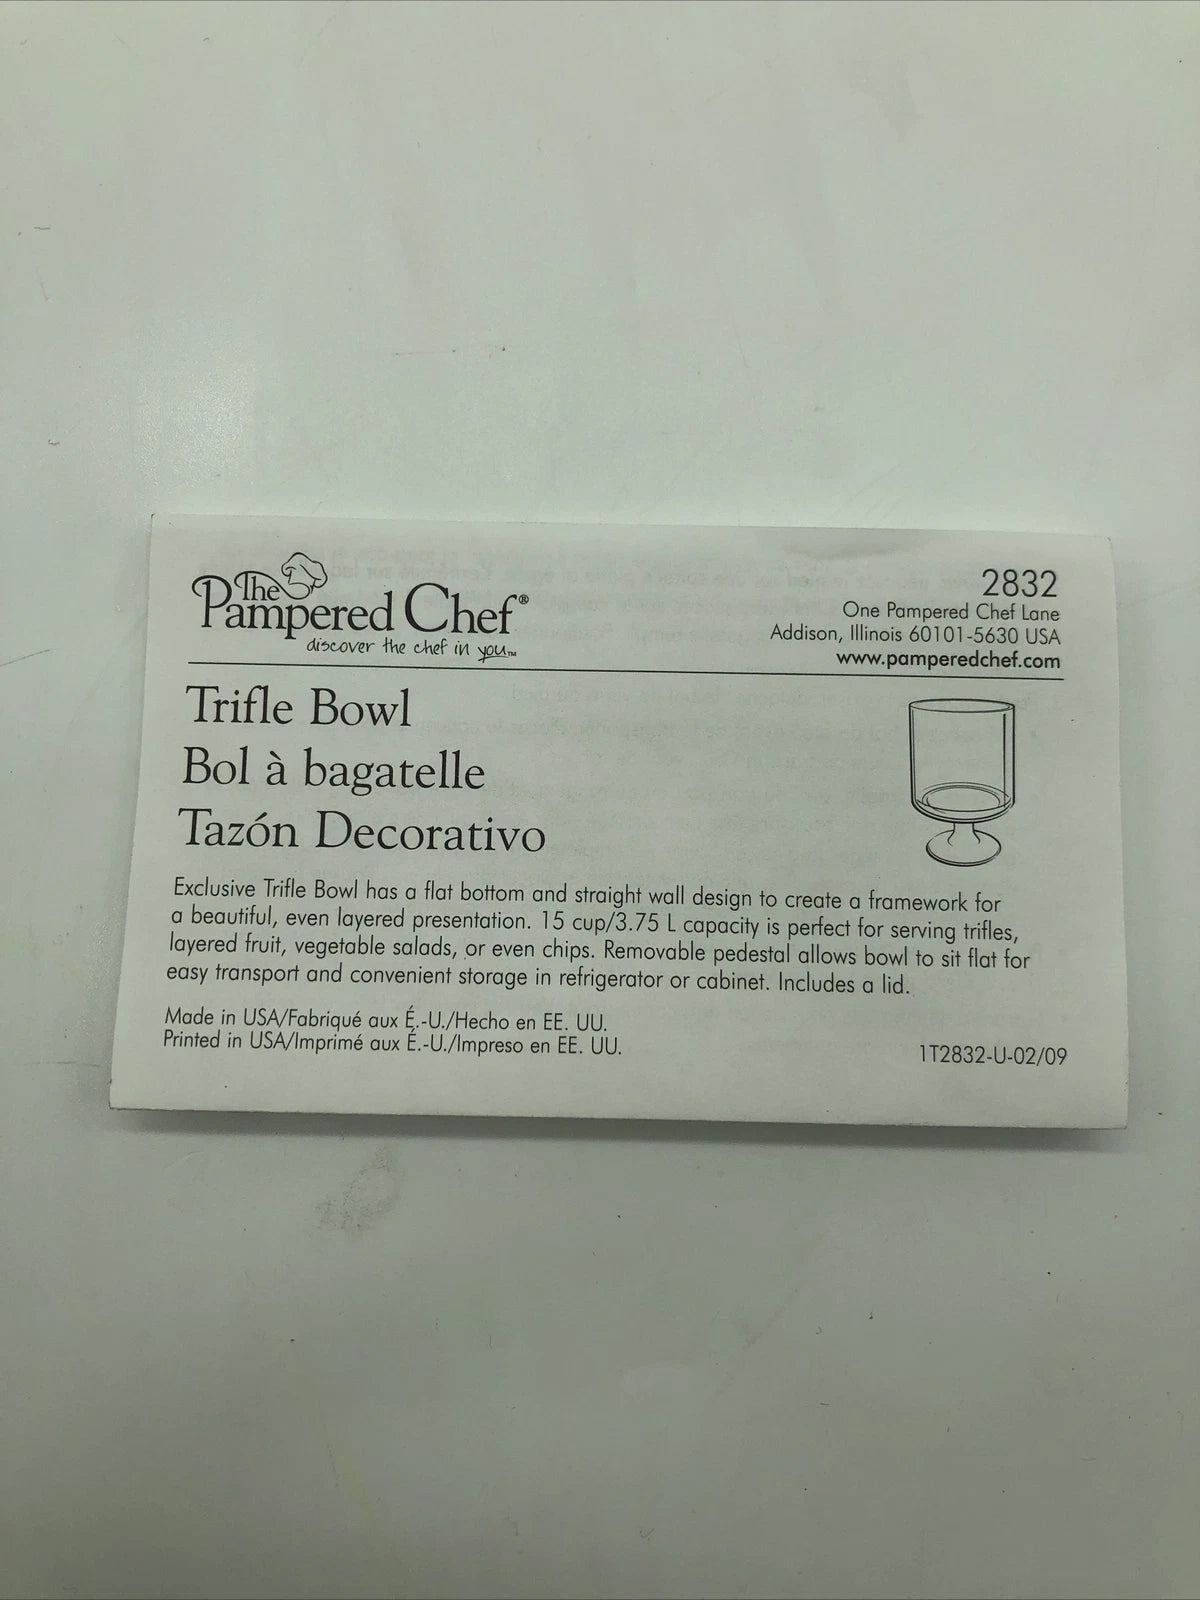 The
Pampered Chef®
discover the chef in you™
2832
One Pampered Chef Lane
Addison, Illinois 60101-5630 USA
www.pamperedchef.com
Trifle Bowl
Bol à bagatelle
Tazón Decorativo
Exclusive Trifle Bowl has a flat bottom and straight wall design to create a framework for
a beautiful, even layered presentation. 15 cup/3.75 L capacity is perfect for serving trifles,
layered fruit, vegetable salads, or even chips. Removable pedestal allows bowl to sit flat for
easy transport and convenient storage in refrigerator or cabinet. Includes a lid.
Made in USA/Fabriqué aux É.-U./Hecho en EE. UU.
Printed in USA/Imprimé aux É.-U./Impreso en EE. UU.
1T2832-U-02/09